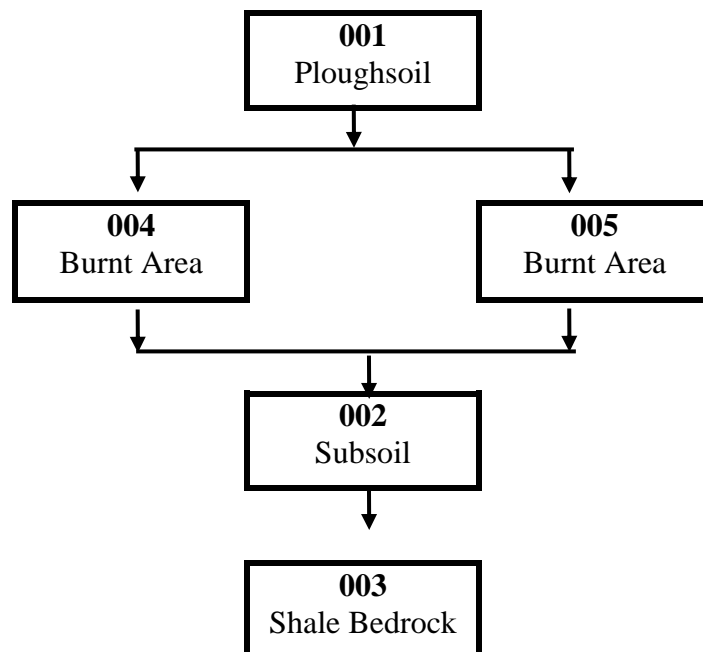 001
Ploughsoil
004
Burnt Area
005
Burnt Area
002
Subsoil
003
Shale Bedrock